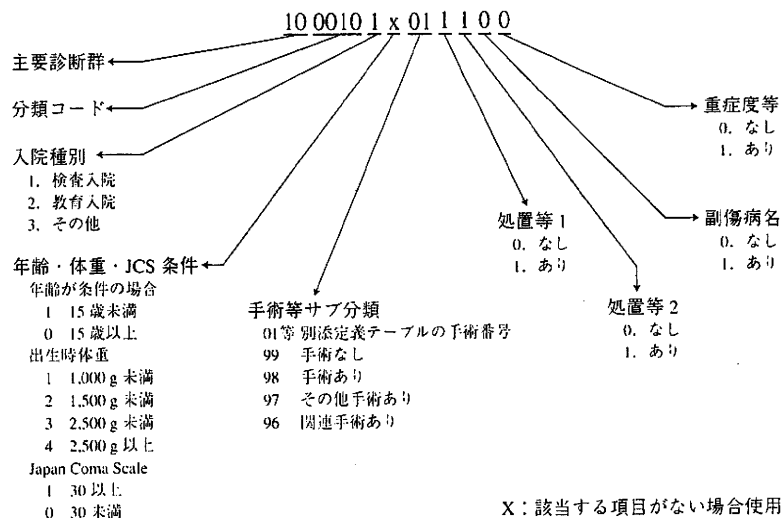 10 0010 1 x 01 1 1 0 0
主要診断群
分類コード
入院種別
1. 検査入院
2. 教育入院
3. その他
年齢・体重・JCS 条件
年齢が条件の場合
1 15歳未満
0 15歳以上
出生時体重
1 1,000 g 未満
2 1,500 g 未満
3 2,500 g 未満
4 2,500 g 以上
Japan Coma Scale
1 30 以上
0 30 未満
手術等サブ分類
01等 別添定義テーブルの手術番号
99 手術なし
98 手術あり
97 その他手術あり
96 関連手術あり
処置等1
0. なし
1. あり
処置等2
0. なし
1. あり
副傷病名
0. なし
1. あり
重症度等
0. なし
1. あり
X：該当する項目がない場合使用